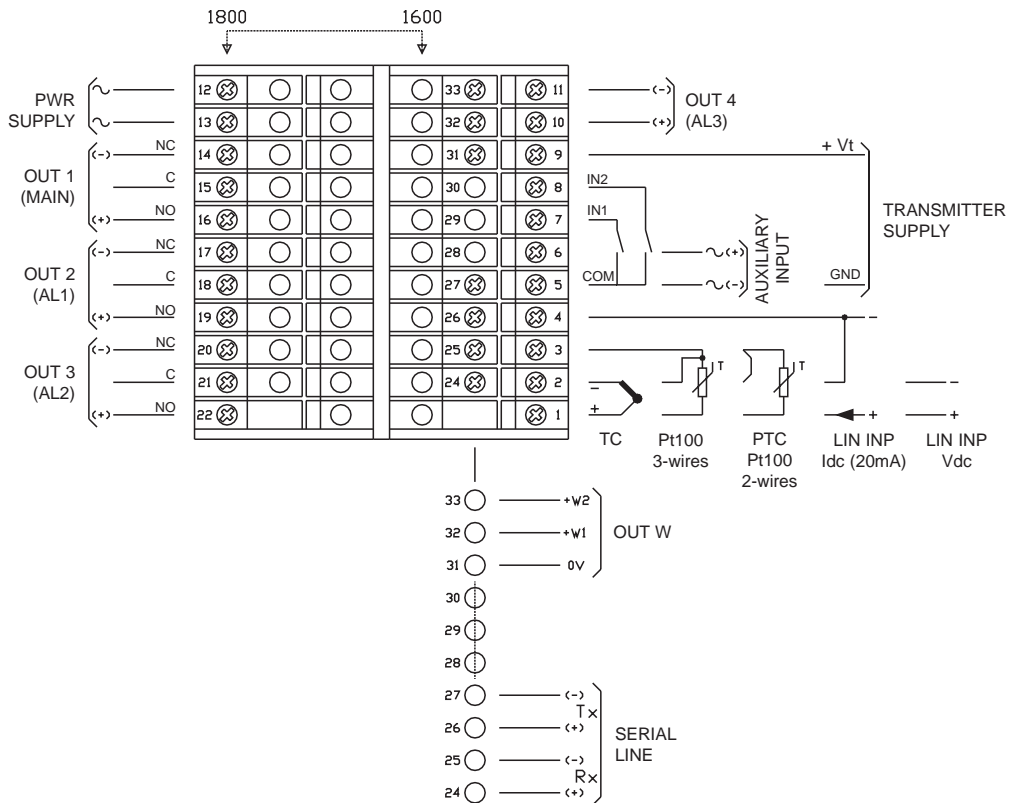 1800 1600
PWR
SUPPLY
12 33 11 (-)
13 32 10 (+)
OUT 4
(AL3)
OUT 1
(MAIN)
(-) NC 14 31 9 + Vt
C 15 30 8 IN2
(+) NO 16 29 7 IN1
TRANSMITTER
SUPPLY
OUT 2
(AL1)
(-) NC 17 28 6 (+)
C 18 27 5 COM (-) GND
AUXILIARY
INPUT
(+) NO 19 26 4 –
OUT 3
(AL2)
(-) NC 20 25 3 T T
C 21 24 2 – –
(+) NO 22 1 + + +
TC
Pt100
3-wires
PTC
Pt100
2-wires
LIN INP
Idc (20mA)
LIN INP
Vdc
33 +W2
32 +W1
31 0V
OUT W
30
29
28
27 (-)
Tx
26 (+)
25 (-)
Rx
24 (+)
SERIAL
LINE